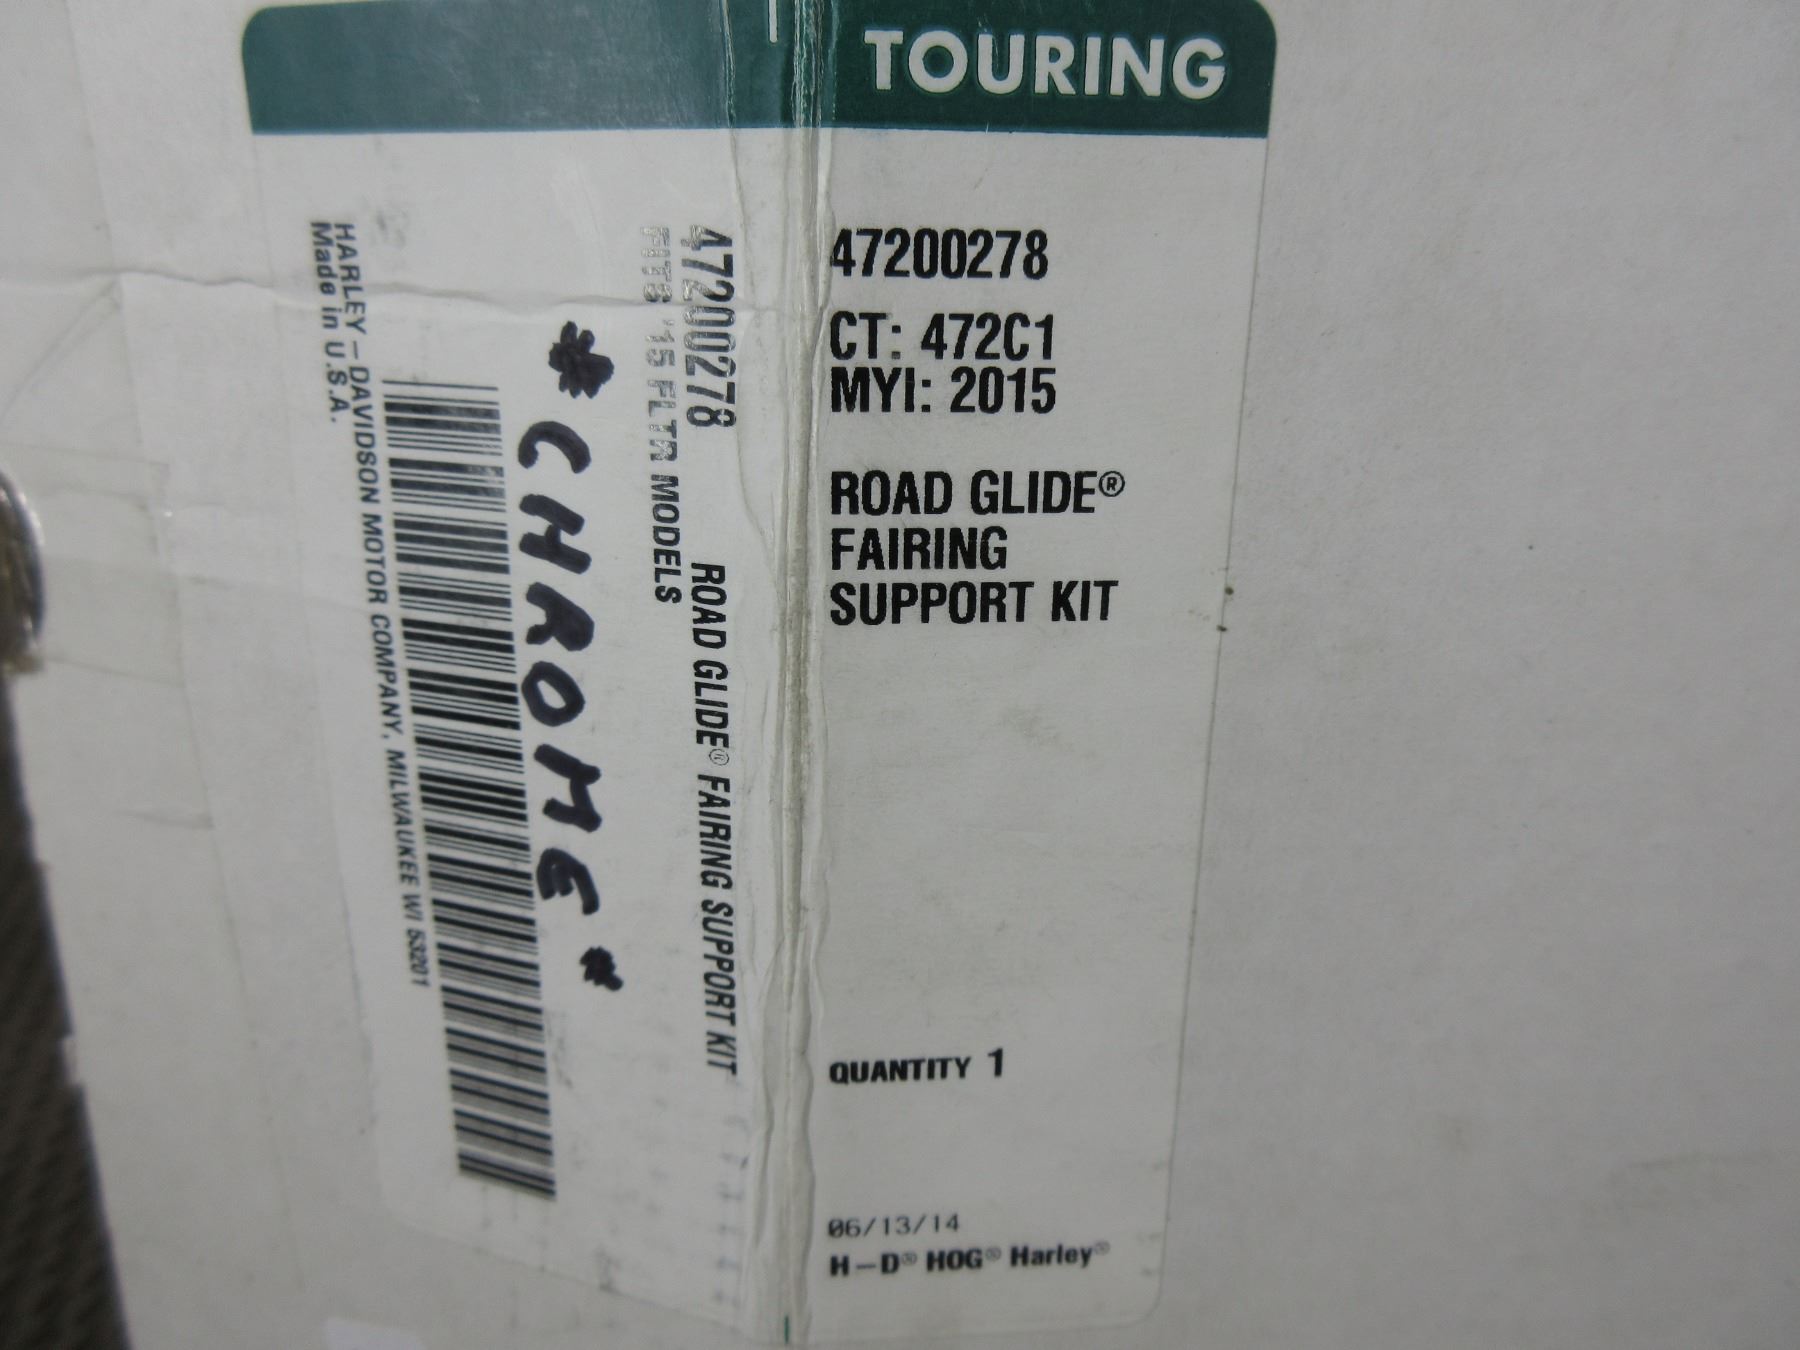 TOURING
47200278
CT: 472C1
MYI: 2015
ROAD GLIDE®
FAIRING
SUPPORT KIT
QUANTITY 1
06/13/14
H-D® HOG® Harley®
47200278 ROAD GLIDE® FAIRING SUPPORT KIT
FITS '15 FLTR MODELS
* CHROME *
HARLEY-DAVIDSON MOTOR COMPANY, MILWAUKEE WI 53201
Made in U.S.A.